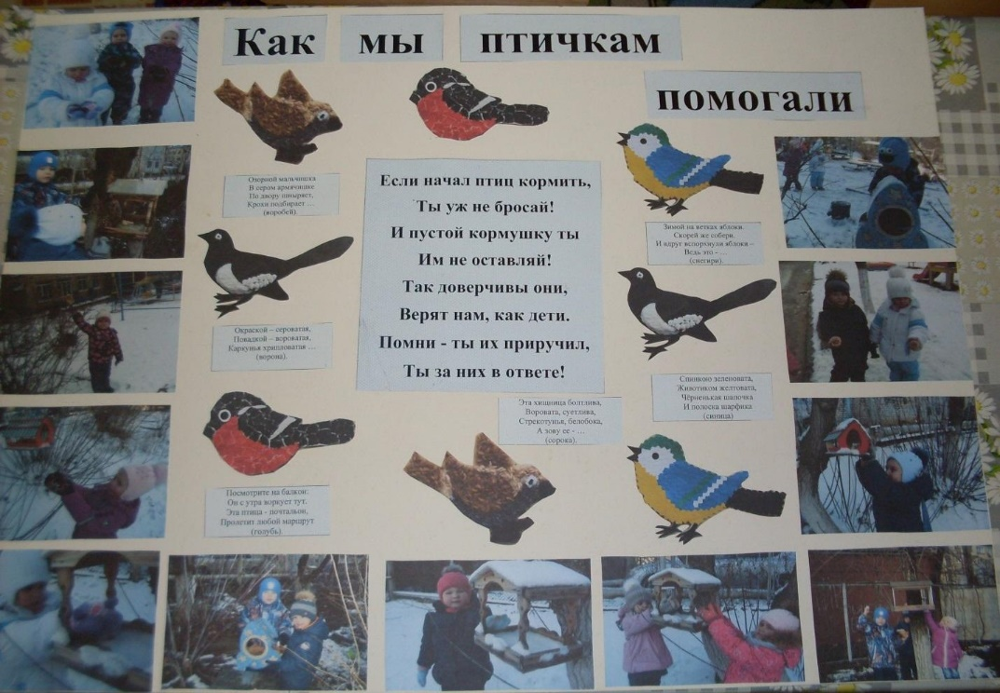 Как мы птичкам
помогали
Озорной мальчишка
В сером армячишке
По двору шныряет,
Крохи подбирает …
(воробей).
Если начал птиц кормить,
Ты уж не бросай!
И пустой кормушку ты
Им не оставляй!
Так доверчивы они,
Верят нам, как дети.
Помни - ты их приручил,
Ты за них в ответе!
Зимой на ветках яблоки.
Скорей же собери.
И вдруг вспорхнули яблоки –
Ведь это - …
(снегири).
Окраской – сероватая,
Повадкой – вороватая,
Каркунья хрипловатая …
(ворона).
Спинкою зеленовата,
Животиком желтовата,
Чёрненькая шапочка
И полоска шарфика
(синица)
Эта хищница болтлива,
Воровата, суетлива,
Стрекотунья, белобока,
А зову ее - …
(сорока).
Посмотрите на балкон:
Он с утра воркует тут.
Эта птица - почтальон,
Пролетит любой маршрут
(голубь).